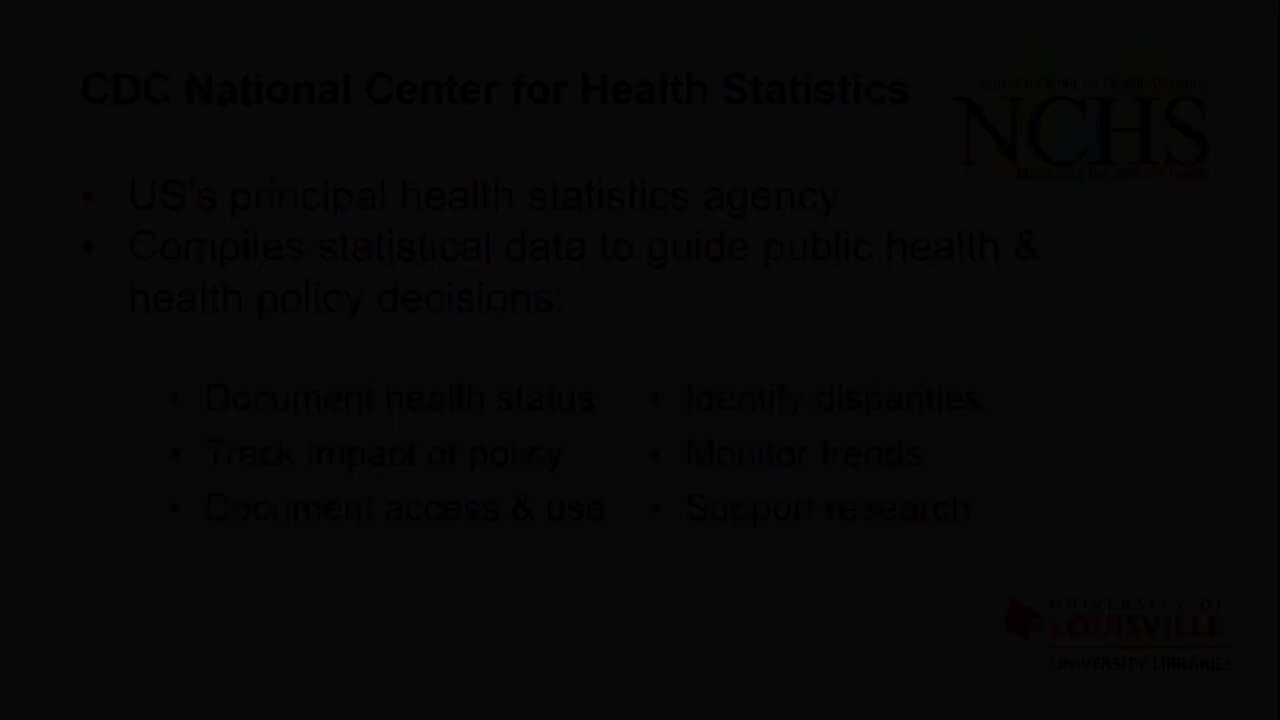 CDC National Center for Health Statistics
NCHS
• US's principal health statistics agency
• Compiles statistical data to guide public health &
health policy decisions:
• Document health status
• Track impact of policy
• Document access & use
• Identify disparities
• Monitor trends
• Support research
UNIVERSITY OF
LOUISVILLE
UNIVERSITY LIBRARIES